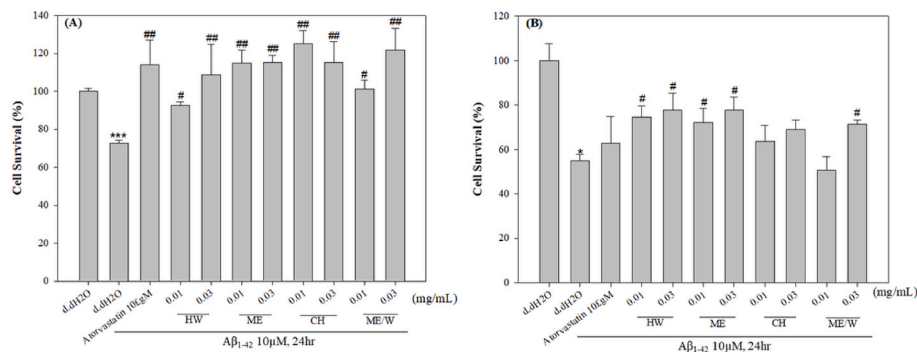 (A)
140
120
100
80
60
40
20
0
Cell Survival (%)
***
##
#
##
##
##
##
##
#
##
d.dH2O
d.dH2O
Atorvastatin 10£gM
0.01
0.03
0.01
0.03
0.01
0.03
0.01
0.03
(mg/mL)
HW ME CH ME/W
Aβ1-42 10μM, 24hr
(B)
120
100
80
60
40
20
0
Cell Survival (%)
*
#
#
#
#
#
d.dH2O
d.dH2O
Atorvastatin 10£gM
0.01
0.03
0.01
0.03
0.01
0.03
0.01
0.03
(mg/mL)
HW ME CH ME/W
Aβ1-42 10μM, 24hr